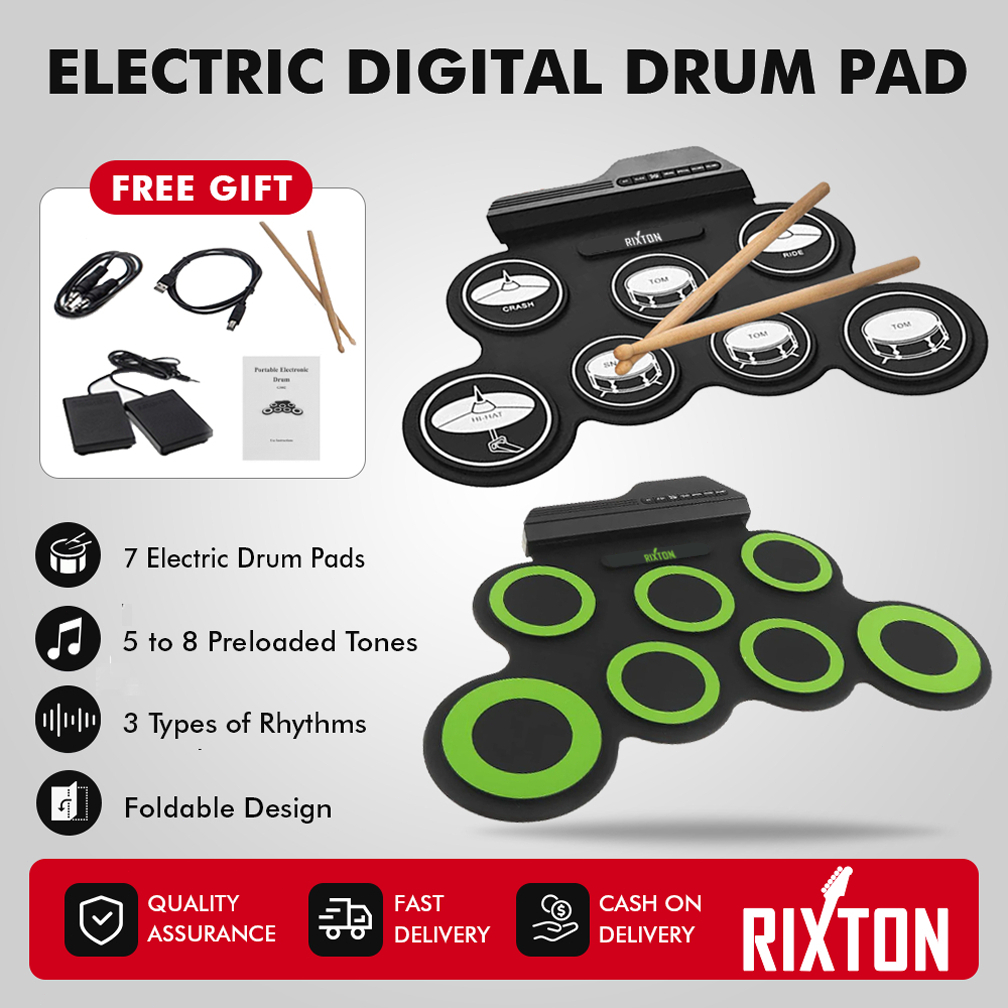 ELECTRIC DIGITAL DRUM PAD
FREE GIFT
Portable Electronic
Drum
RIXTON
RIDE
CRASH
TOM
TOM
TOM
HI-HAT
RIXTON
7 Electric Drum Pads
5 to 8 Preloaded Tones
3 Types of Rhythms
Foldable Design
QUALITY
ASSURANCE
FAST
DELIVERY
CASH ON
DELIVERY
RIXTON